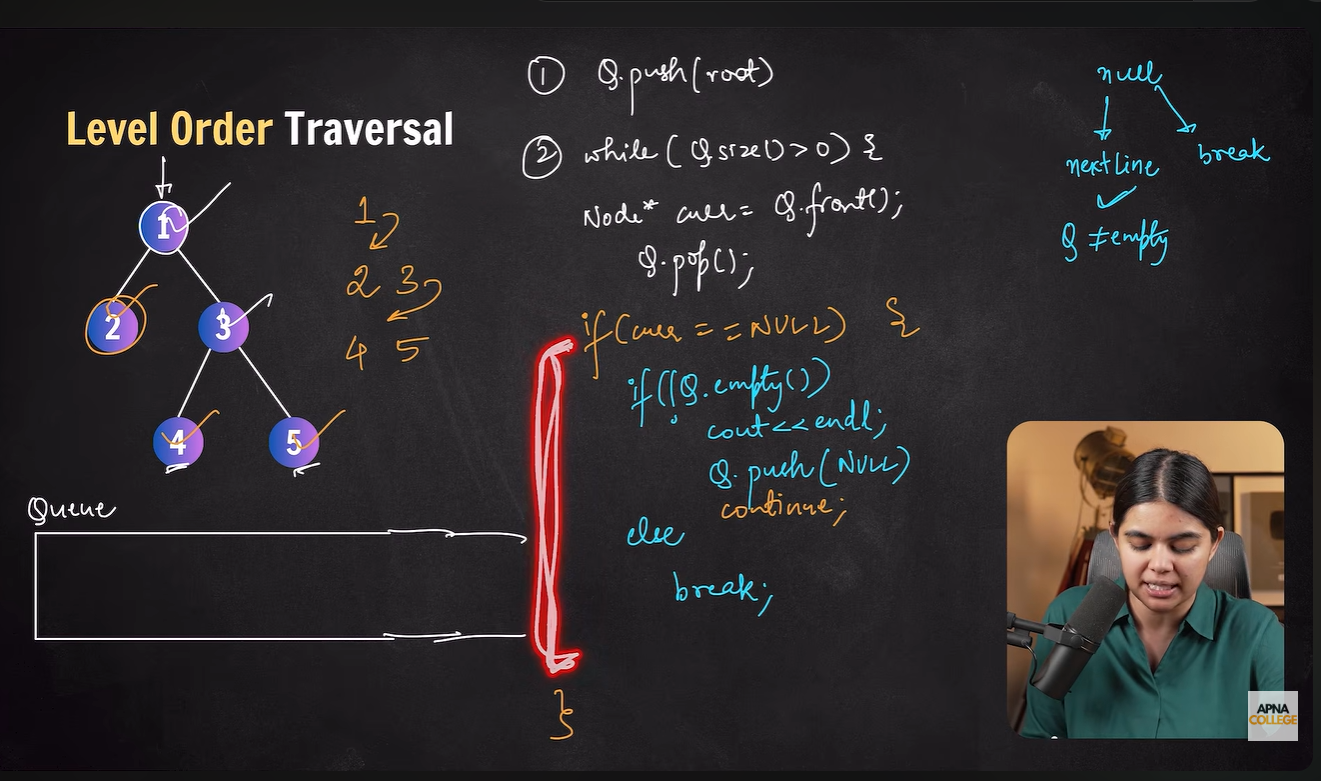 Level Order Traversal
1
2
3
4
5
1
2 3
4 5
Queue
① Q.push(root)
② while (Q.size() > 0) {
Node* curr = Q.front();
Q.pop();
if(curr == NULL) {
if(!Q.empty())
cout<<endl;
Q.push(NULL)
continue;
else
break;
}
null
next line
break
Q ≠ empty
APNA
COLLEGE